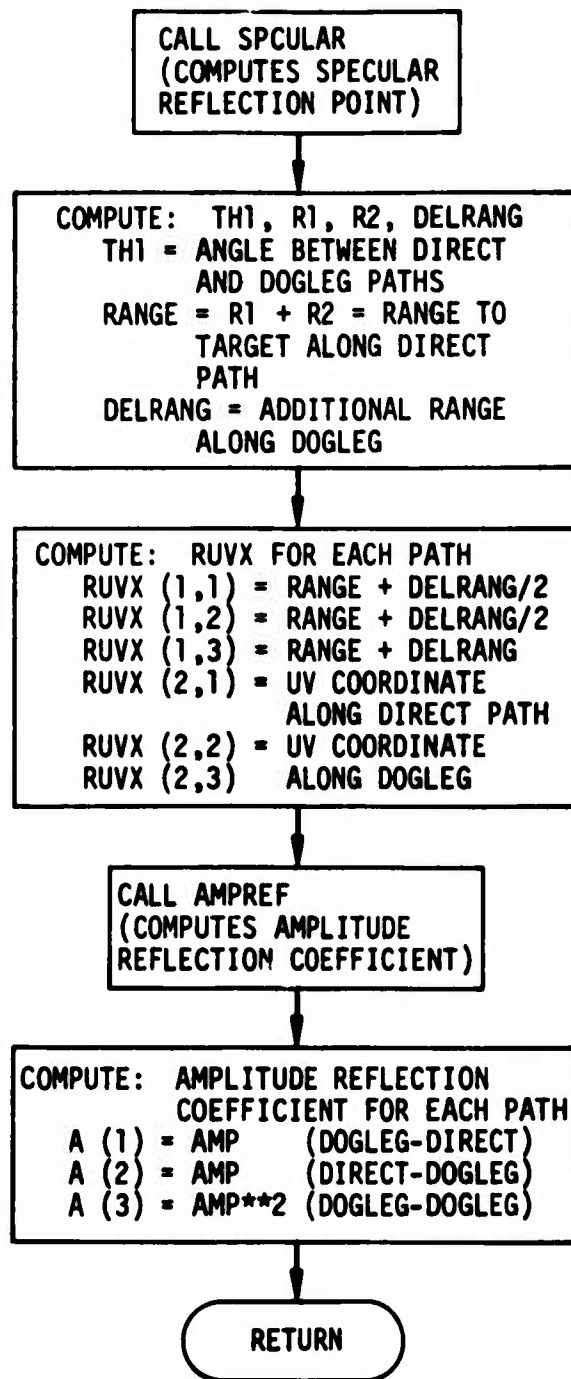 CALL SPCULAR
(COMPUTES SPECULAR
REFLECTION POINT)
COMPUTE: TH1, R1, R2, DELRANG
TH1 = ANGLE BETWEEN DIRECT
AND DOGLEG PATHS
RANGE = R1 + R2 = RANGE TO
TARGET ALONG DIRECT
PATH
DELRANG = ADDITIONAL RANGE
ALONG DOGLEG
COMPUTE: RUVX FOR EACH PATH
RUVX (1,1) = RANGE + DELRANG/2
RUVX (1,2) = RANGE + DELRANG/2
RUVX (1,3) = RANGE + DELRANG
RUVX (2,1) = UV COORDINATE
ALONG DIRECT PATH
RUVX (2,2) = UV COORDINATE
RUVX (2,3) ALONG DOGLEG
CALL AMPREF
(COMPUTES AMPLITUDE
REFLECTION COEFFICIENT)
COMPUTE: AMPLITUDE REFLECTION
COEFFICIENT FOR EACH PATH
A (1) = AMP (DOGLEG-DIRECT)
A (2) = AMP (DIRECT-DOGLEG)
A (3) = AMP**2 (DOGLEG-DOGLEG)
RETURN